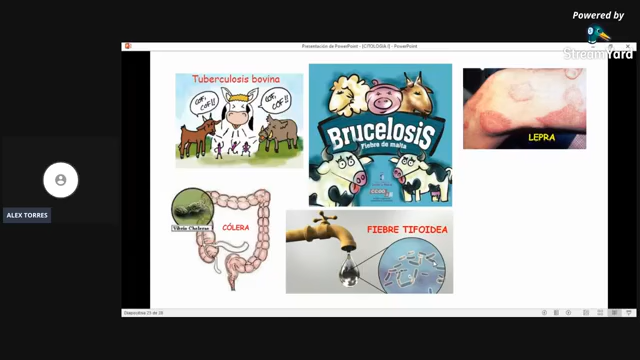 Powered by
StreamYard
Presentación de PowerPoint - [CITOLOGIA I] - PowerPoint
Tuberculosis bovina
COF, COF!!
COF, COF!!
Brucelosis
Fiebre de malta
LEPRA
Vibrio Cholerae
CÓLERA
FIEBRE TIFOIDEA
ALEX TORRES